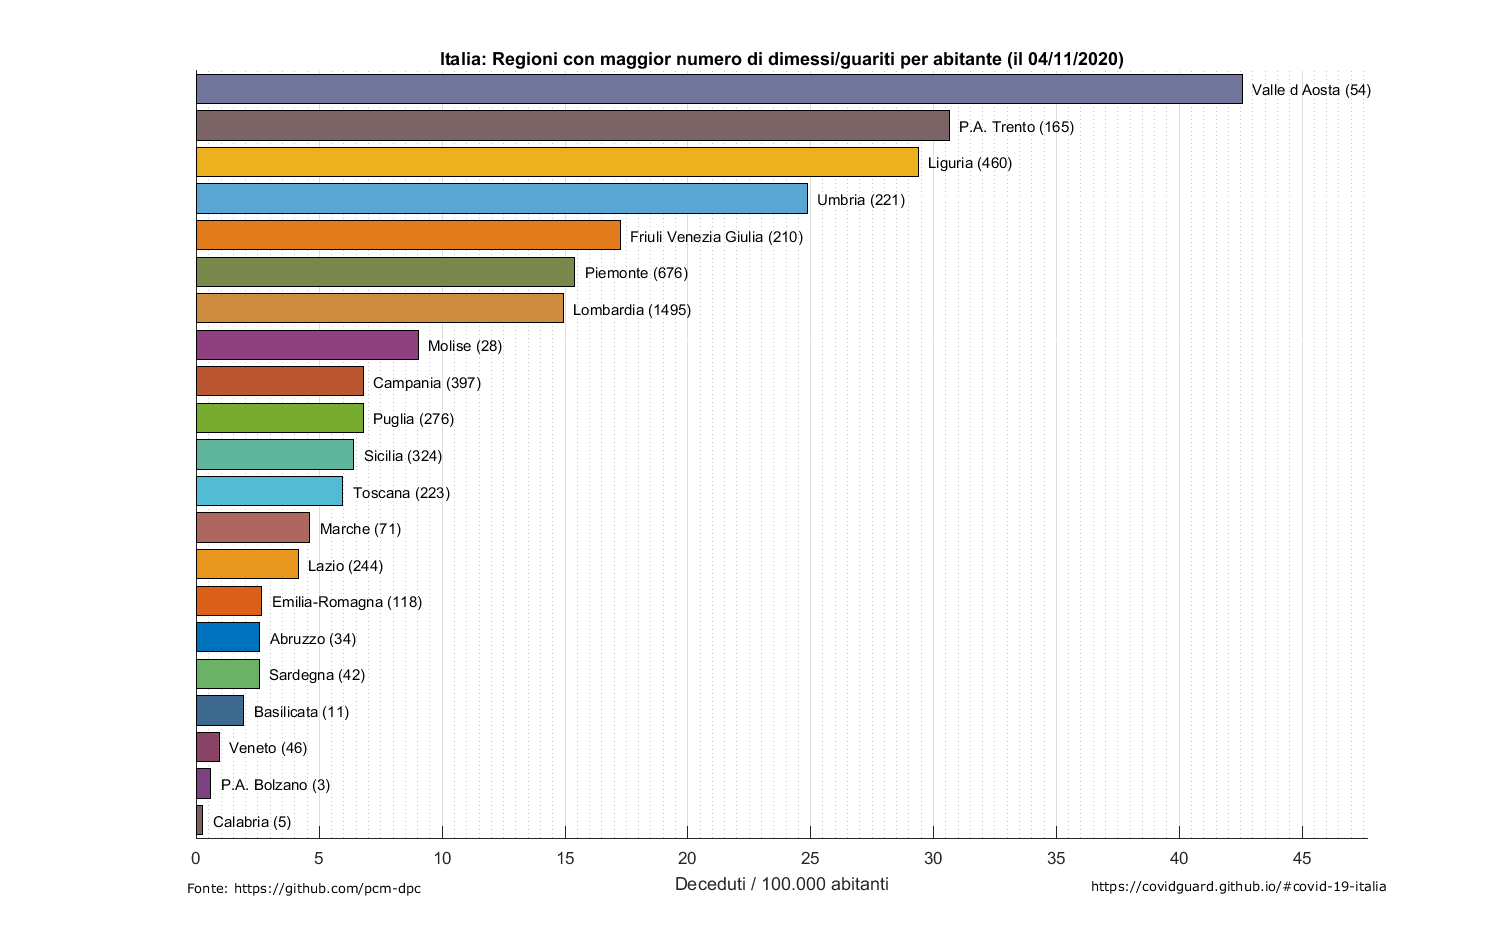 Italia: Regioni con maggior numero di dimessi/guariti per abitante (il 04/11/2020)
Valle d Aosta (54)
P.A. Trento (165)
Liguria (460)
Umbria (221)
Friuli Venezia Giulia (210)
Piemonte (676)
Lombardia (1495)
Molise (28)
Campania (397)
Puglia (276)
Sicilia (324)
Toscana (223)
Marche (71)
Lazio (244)
Emilia-Romagna (118)
Abruzzo (34)
Sardegna (42)
Basilicata (11)
Veneto (46)
P.A. Bolzano (3)
Calabria (5)
0 5 10 15 20 25 30 35 40 45
Deceduti / 100.000 abitanti
Fonte: https://github.com/pcm-dpc
https://covidguard.github.io/#covid-19-italia